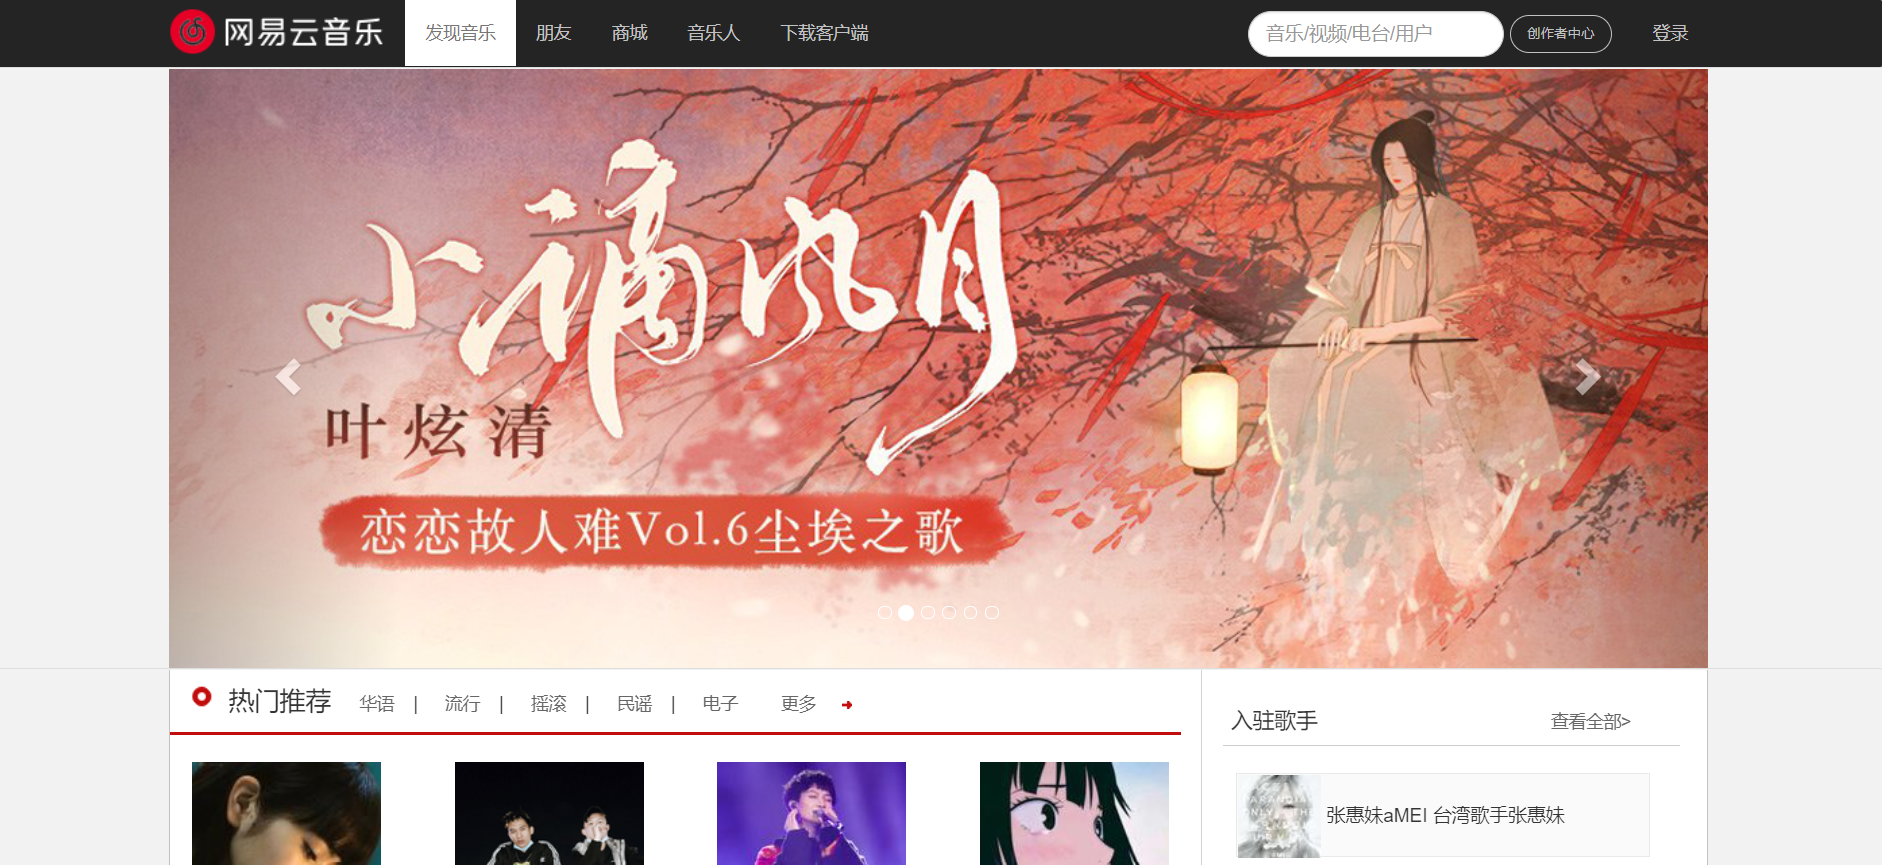 网易云音乐 发现音乐 朋友 商城 音乐人 下载客户端 音乐/视频/电台/用户 创作者中心 登录
小满风月
叶炫清
恋恋故人难Vol.6尘埃之歌
热门推荐 华语 | 流行 | 摇滚 | 民谣 | 电子 更多
入驻歌手 查看全部>
张惠妹aMEI 台湾歌手张惠妹